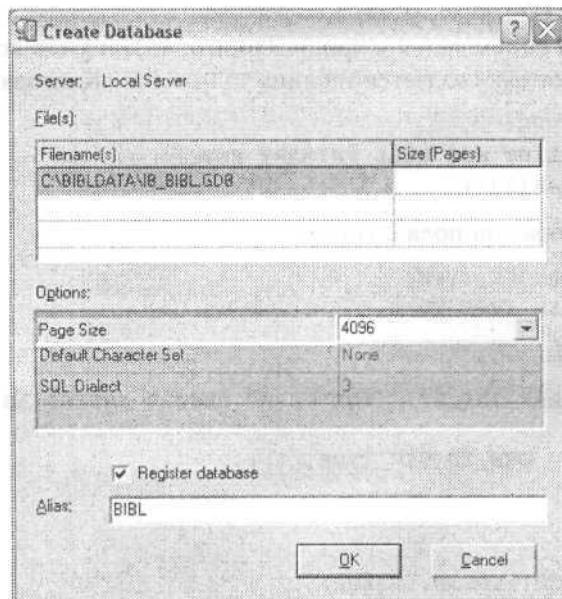 Create Database
Server: Local Server
File(s):
Filename(s) Size (Pages)
C:\BIBLDATA\IB_BIBL.GDB
Options:
Page Size 4096
Default Character Set None
SQL Dialect 3
Register database
Alias: BIBL
OK Cancel